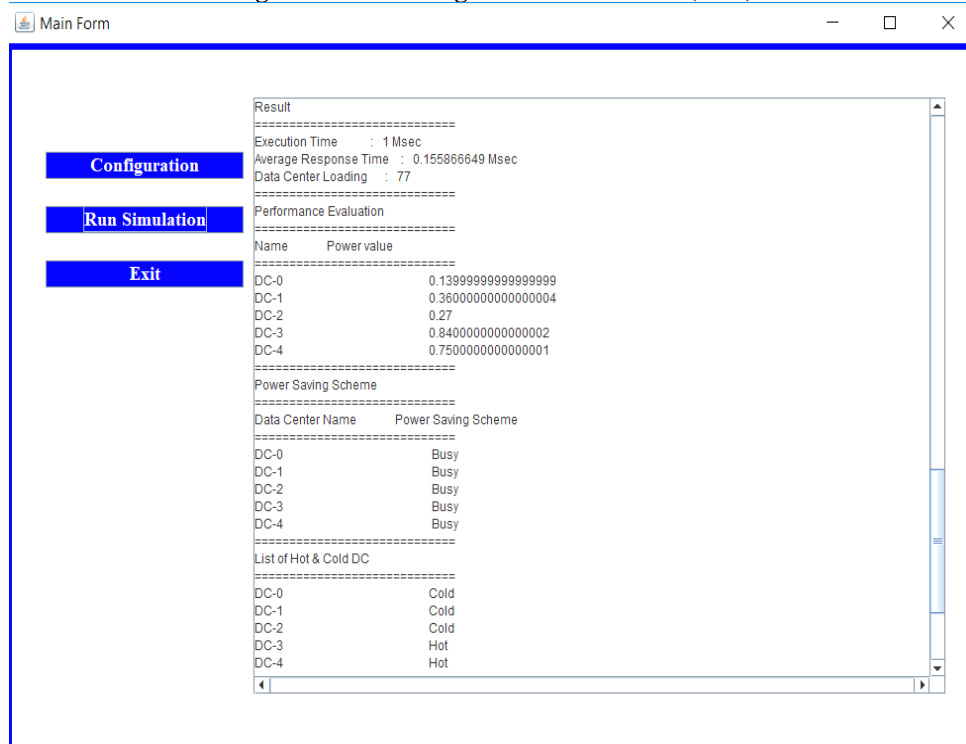 Main Form
Configuration
Run Simulation
Exit
Result
=============================
Execution Time : 1 Msec
Average Response Time : 0.155866649 Msec
Data Center Loading : 77
=============================
Performance Evaluation
=============================
Name Power value
=============================
DC-0 0.13999999999999999
DC-1 0.36000000000000004
DC-2 0.27
DC-3 0.8400000000000002
DC-4 0.7500000000000001
=============================
Power Saving Scheme
=============================
Data Center Name Power Saving Scheme
=============================
DC-0 Busy
DC-1 Busy
DC-2 Busy
DC-3 Busy
DC-4 Busy
=============================
List of Hot & Cold DC
=============================
DC-0 Cold
DC-1 Cold
DC-2 Cold
DC-3 Hot
DC-4 Hot